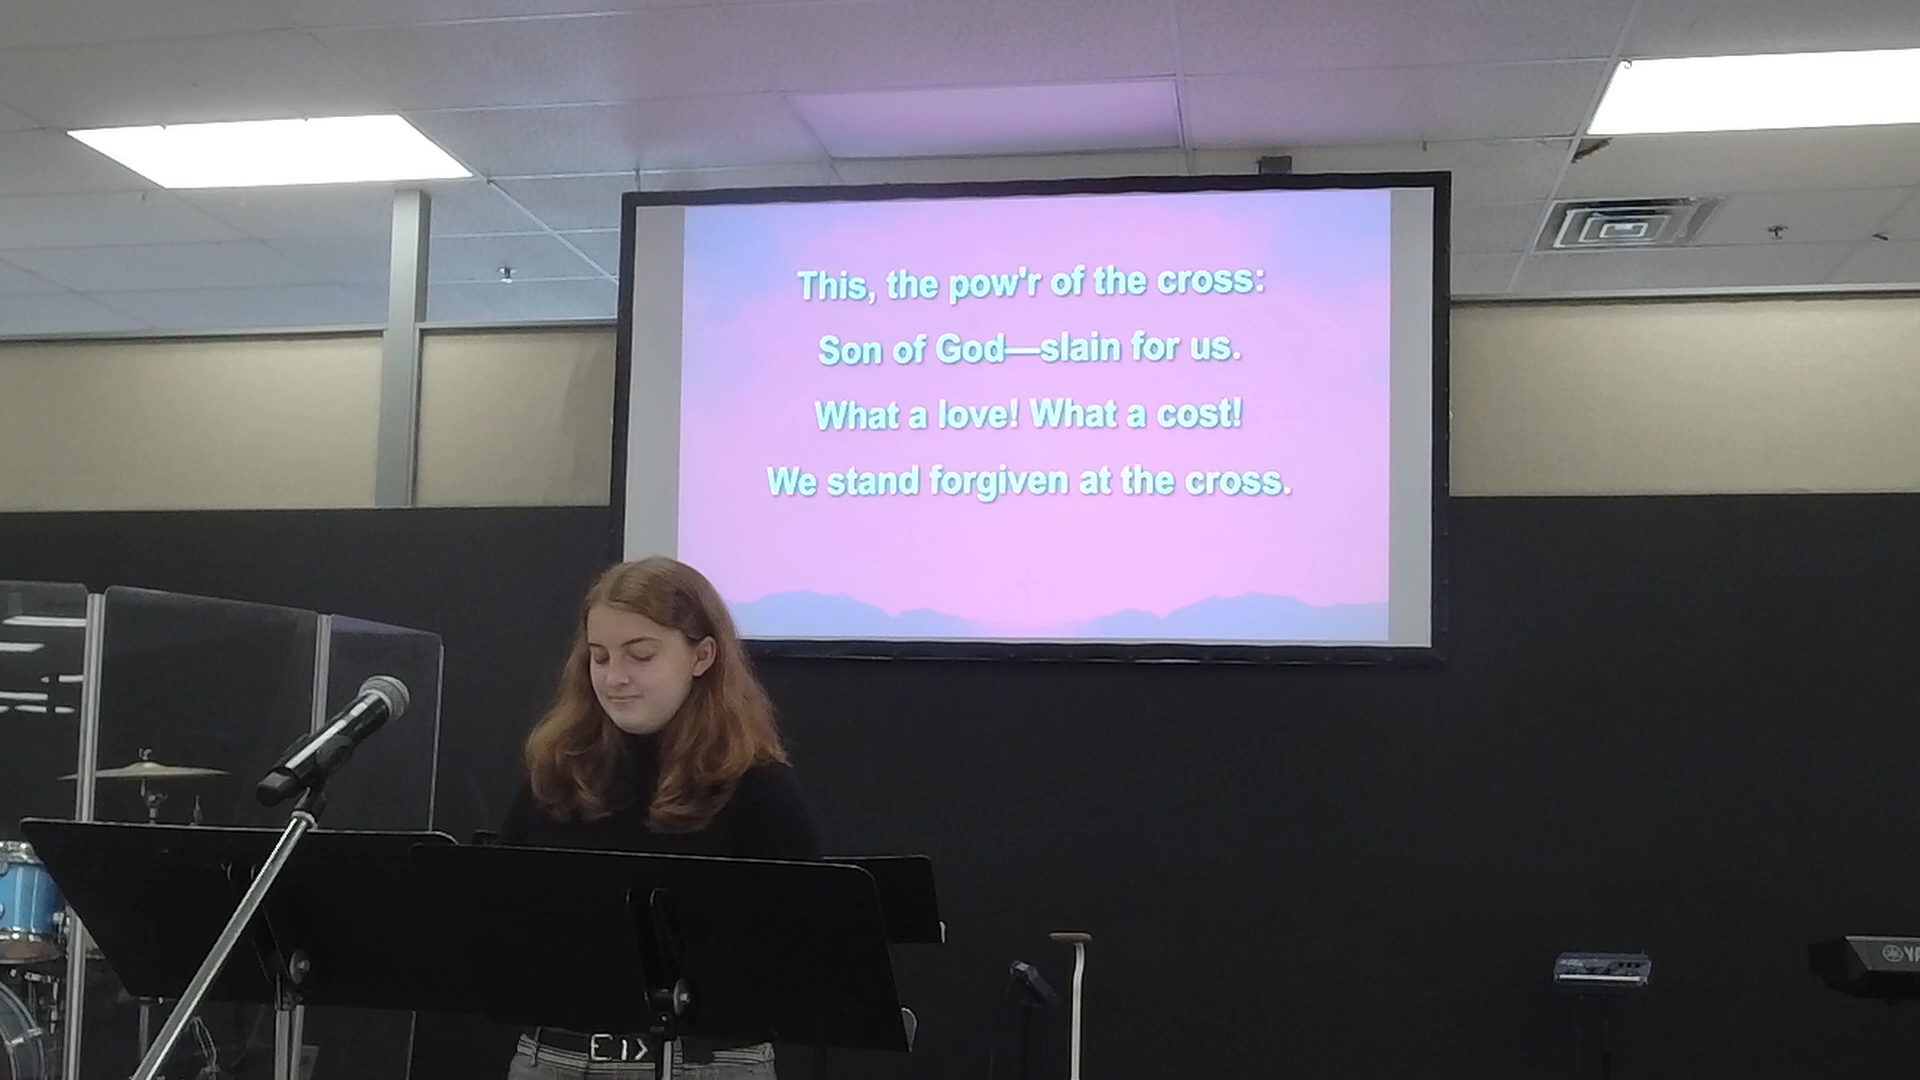 This, the pow'r of the cross:
Son of God—slain for us.
What a love! What a cost!
We stand forgiven at the cross.
YA